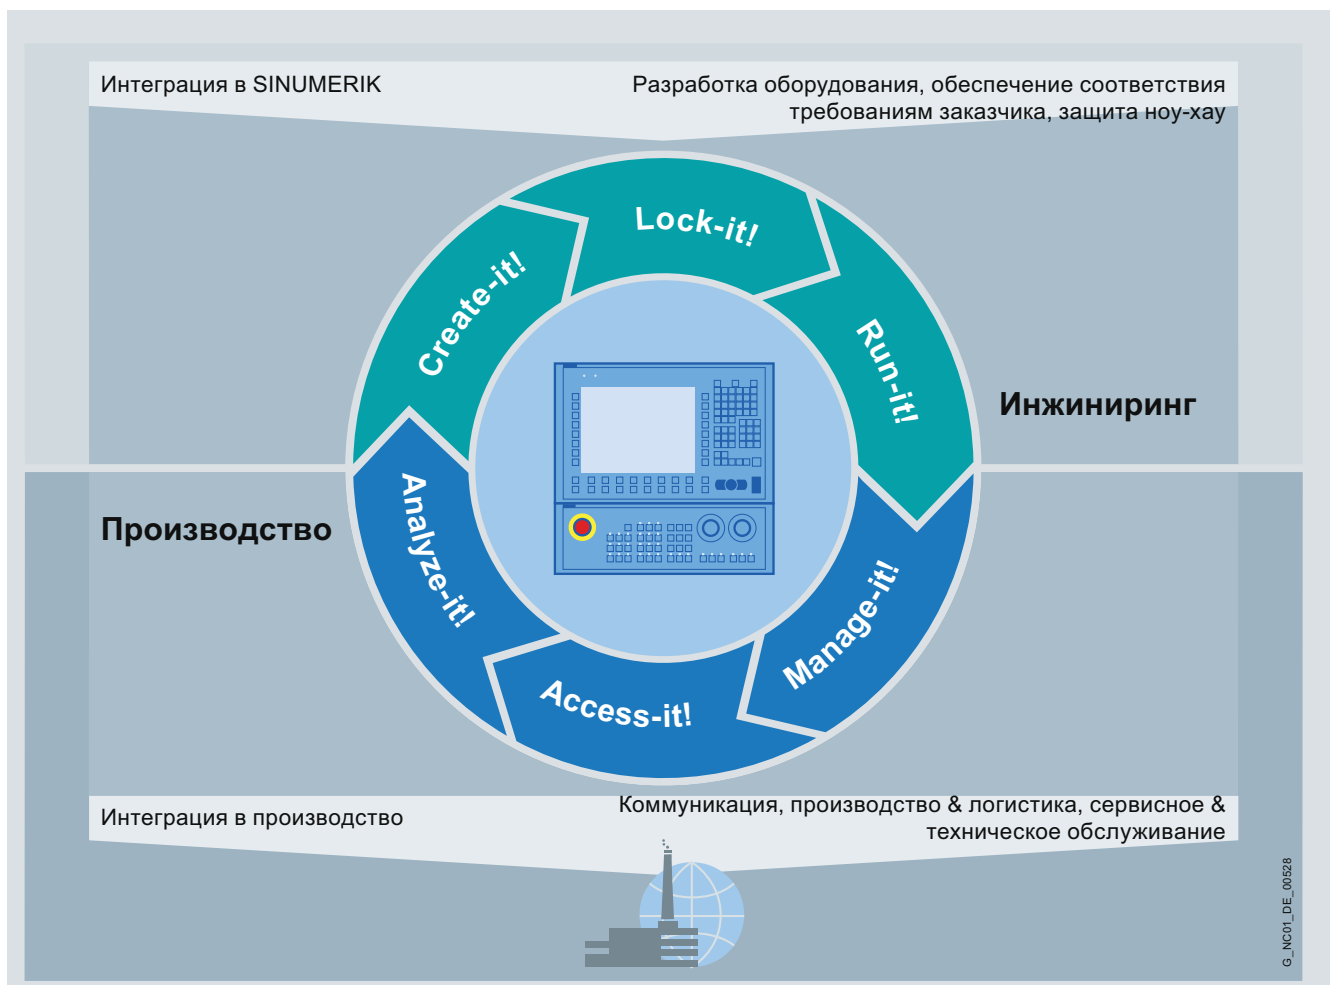 Интеграция в SINUMERIK
Разработка оборудования, обеспечение соответствия
требованиям заказчика, защита ноу-хау
Lock-it!
Create-it!
Run-it!
Инжиниринг
Производство
Analyze-it!
Manage-it!
Access-it!
Интеграция в производство
Коммуникация, производство & логистика, сервисное &
техническое обслуживание
G_NC01_DE_00528